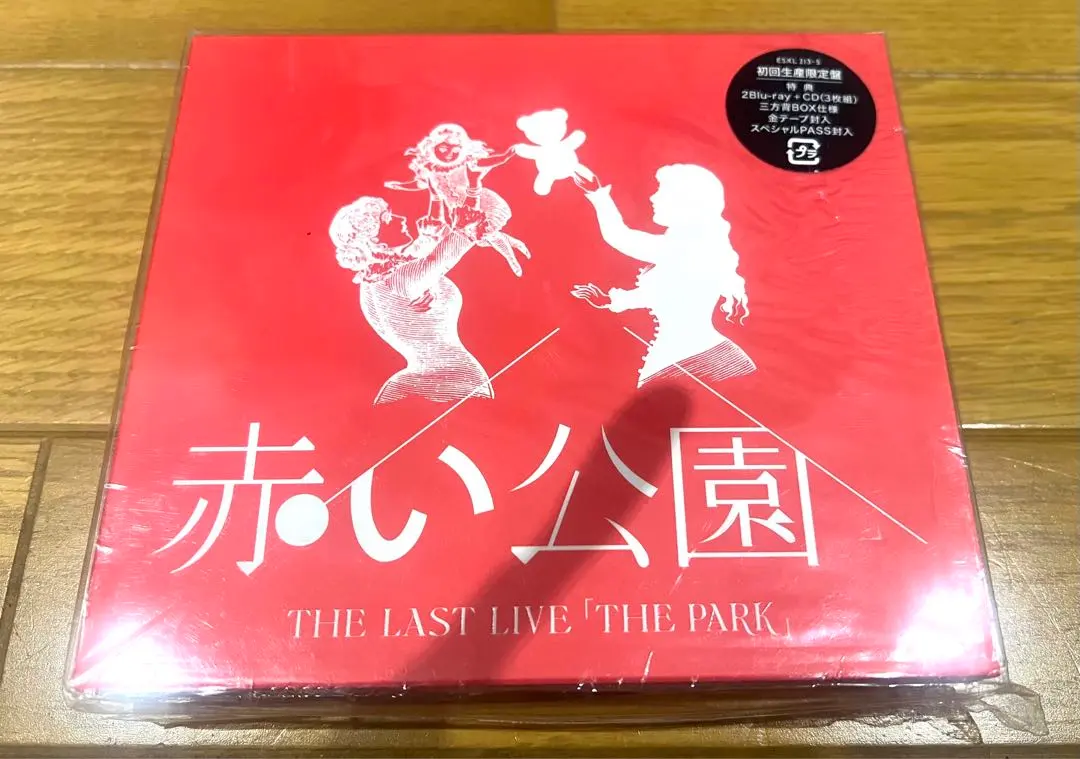 ESXL 213-5
初回生産限定盤
特典
2Blu-ray+CD(3枚組)
三方背BOX仕様
金テープ封入
スペシャルPASS封入
プラ
赤い公園
THE LAST LIVE「THE PARK」